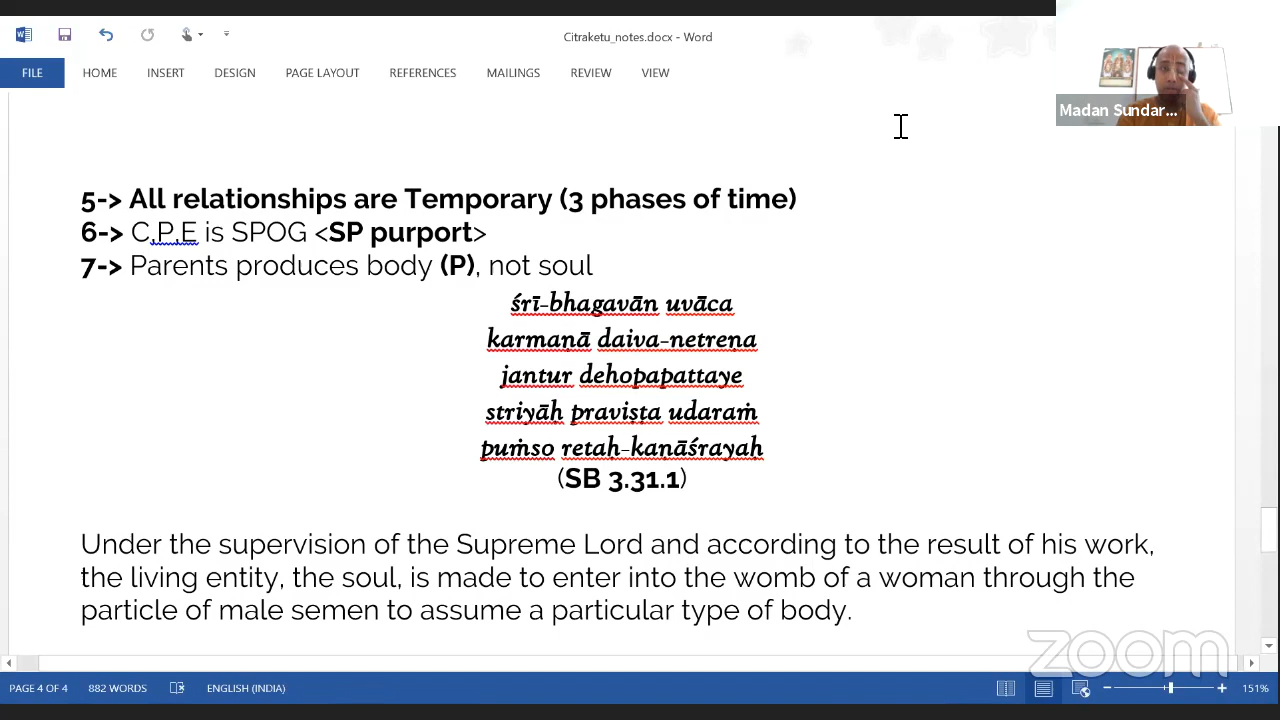 Citraketu_notes.docx - Word
FILE HOME INSERT DESIGN PAGE LAYOUT REFERENCES MAILINGS REVIEW VIEW
Madan Sundar...
5-> All relationships are Temporary (3 phases of time)
6-> C,P,E is SPOG <SP purport>
7-> Parents produces body (P), not soul
śrī-bhagavān uvāca
karmaṇā daiva-netreṇa
jantur dehopapattaye
striyāḥ praviṣṭa udaraṁ
puṁso retaḥ-kaṇāśrayaḥ
(SB 3.31.1)
Under the supervision of the Supreme Lord and according to the result of his work,
the living entity, the soul, is made to enter into the womb of a woman through the
particle of male semen to assume a particular type of body.
zoom
PAGE 4 OF 4 882 WORDS ENGLISH (INDIA) 151%